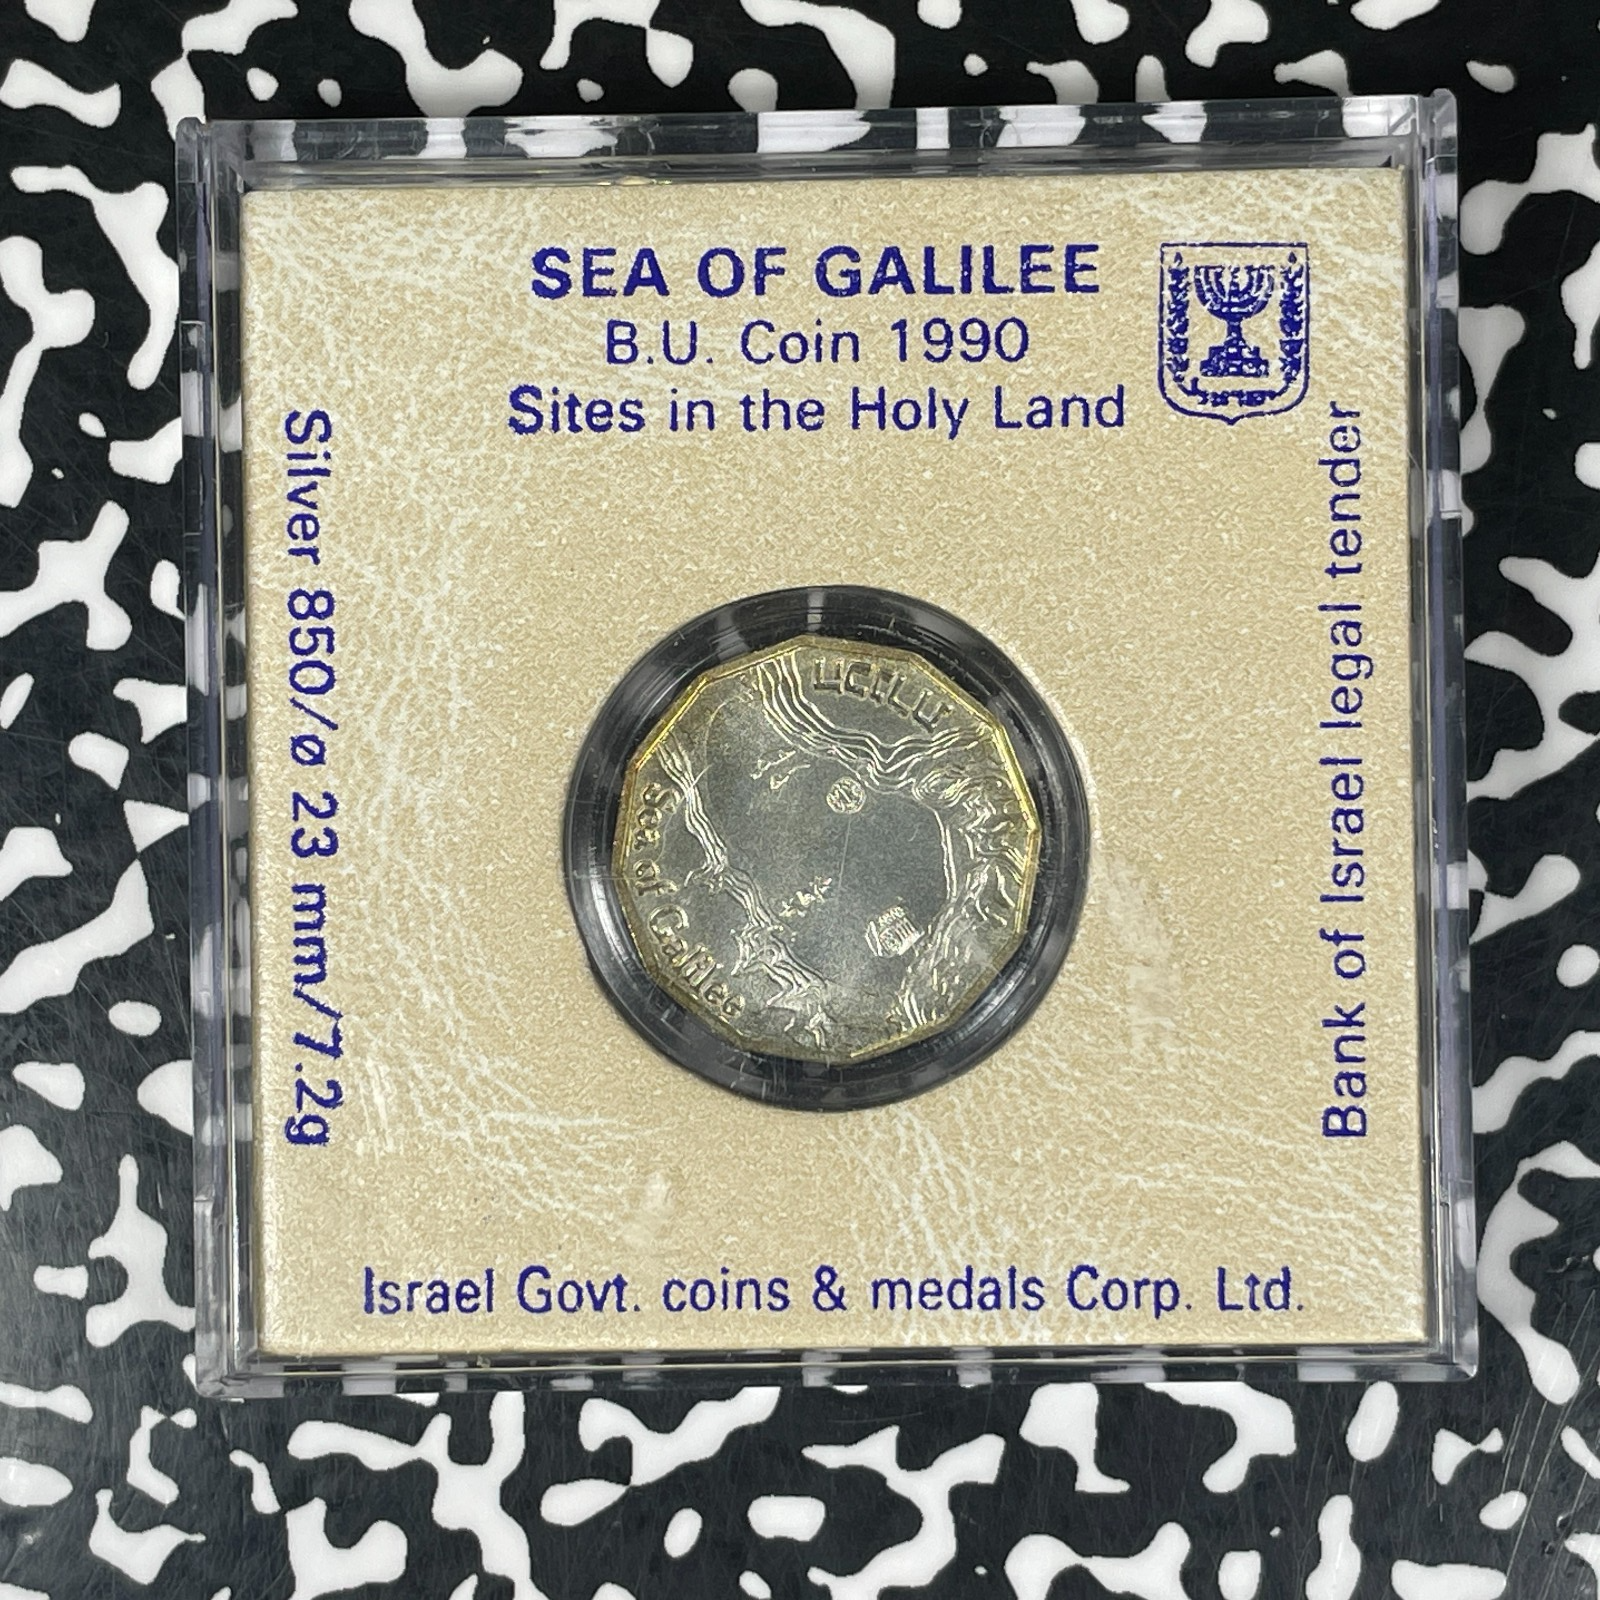 SEA OF GALILEE
B.U. Coin 1990
Sites in the Holy Land
Silver 850/ø 23 mm/7.2g
Bank of Israel legal tender
Sea of Galilee
Israel Govt. coins & medals Corp. Ltd.